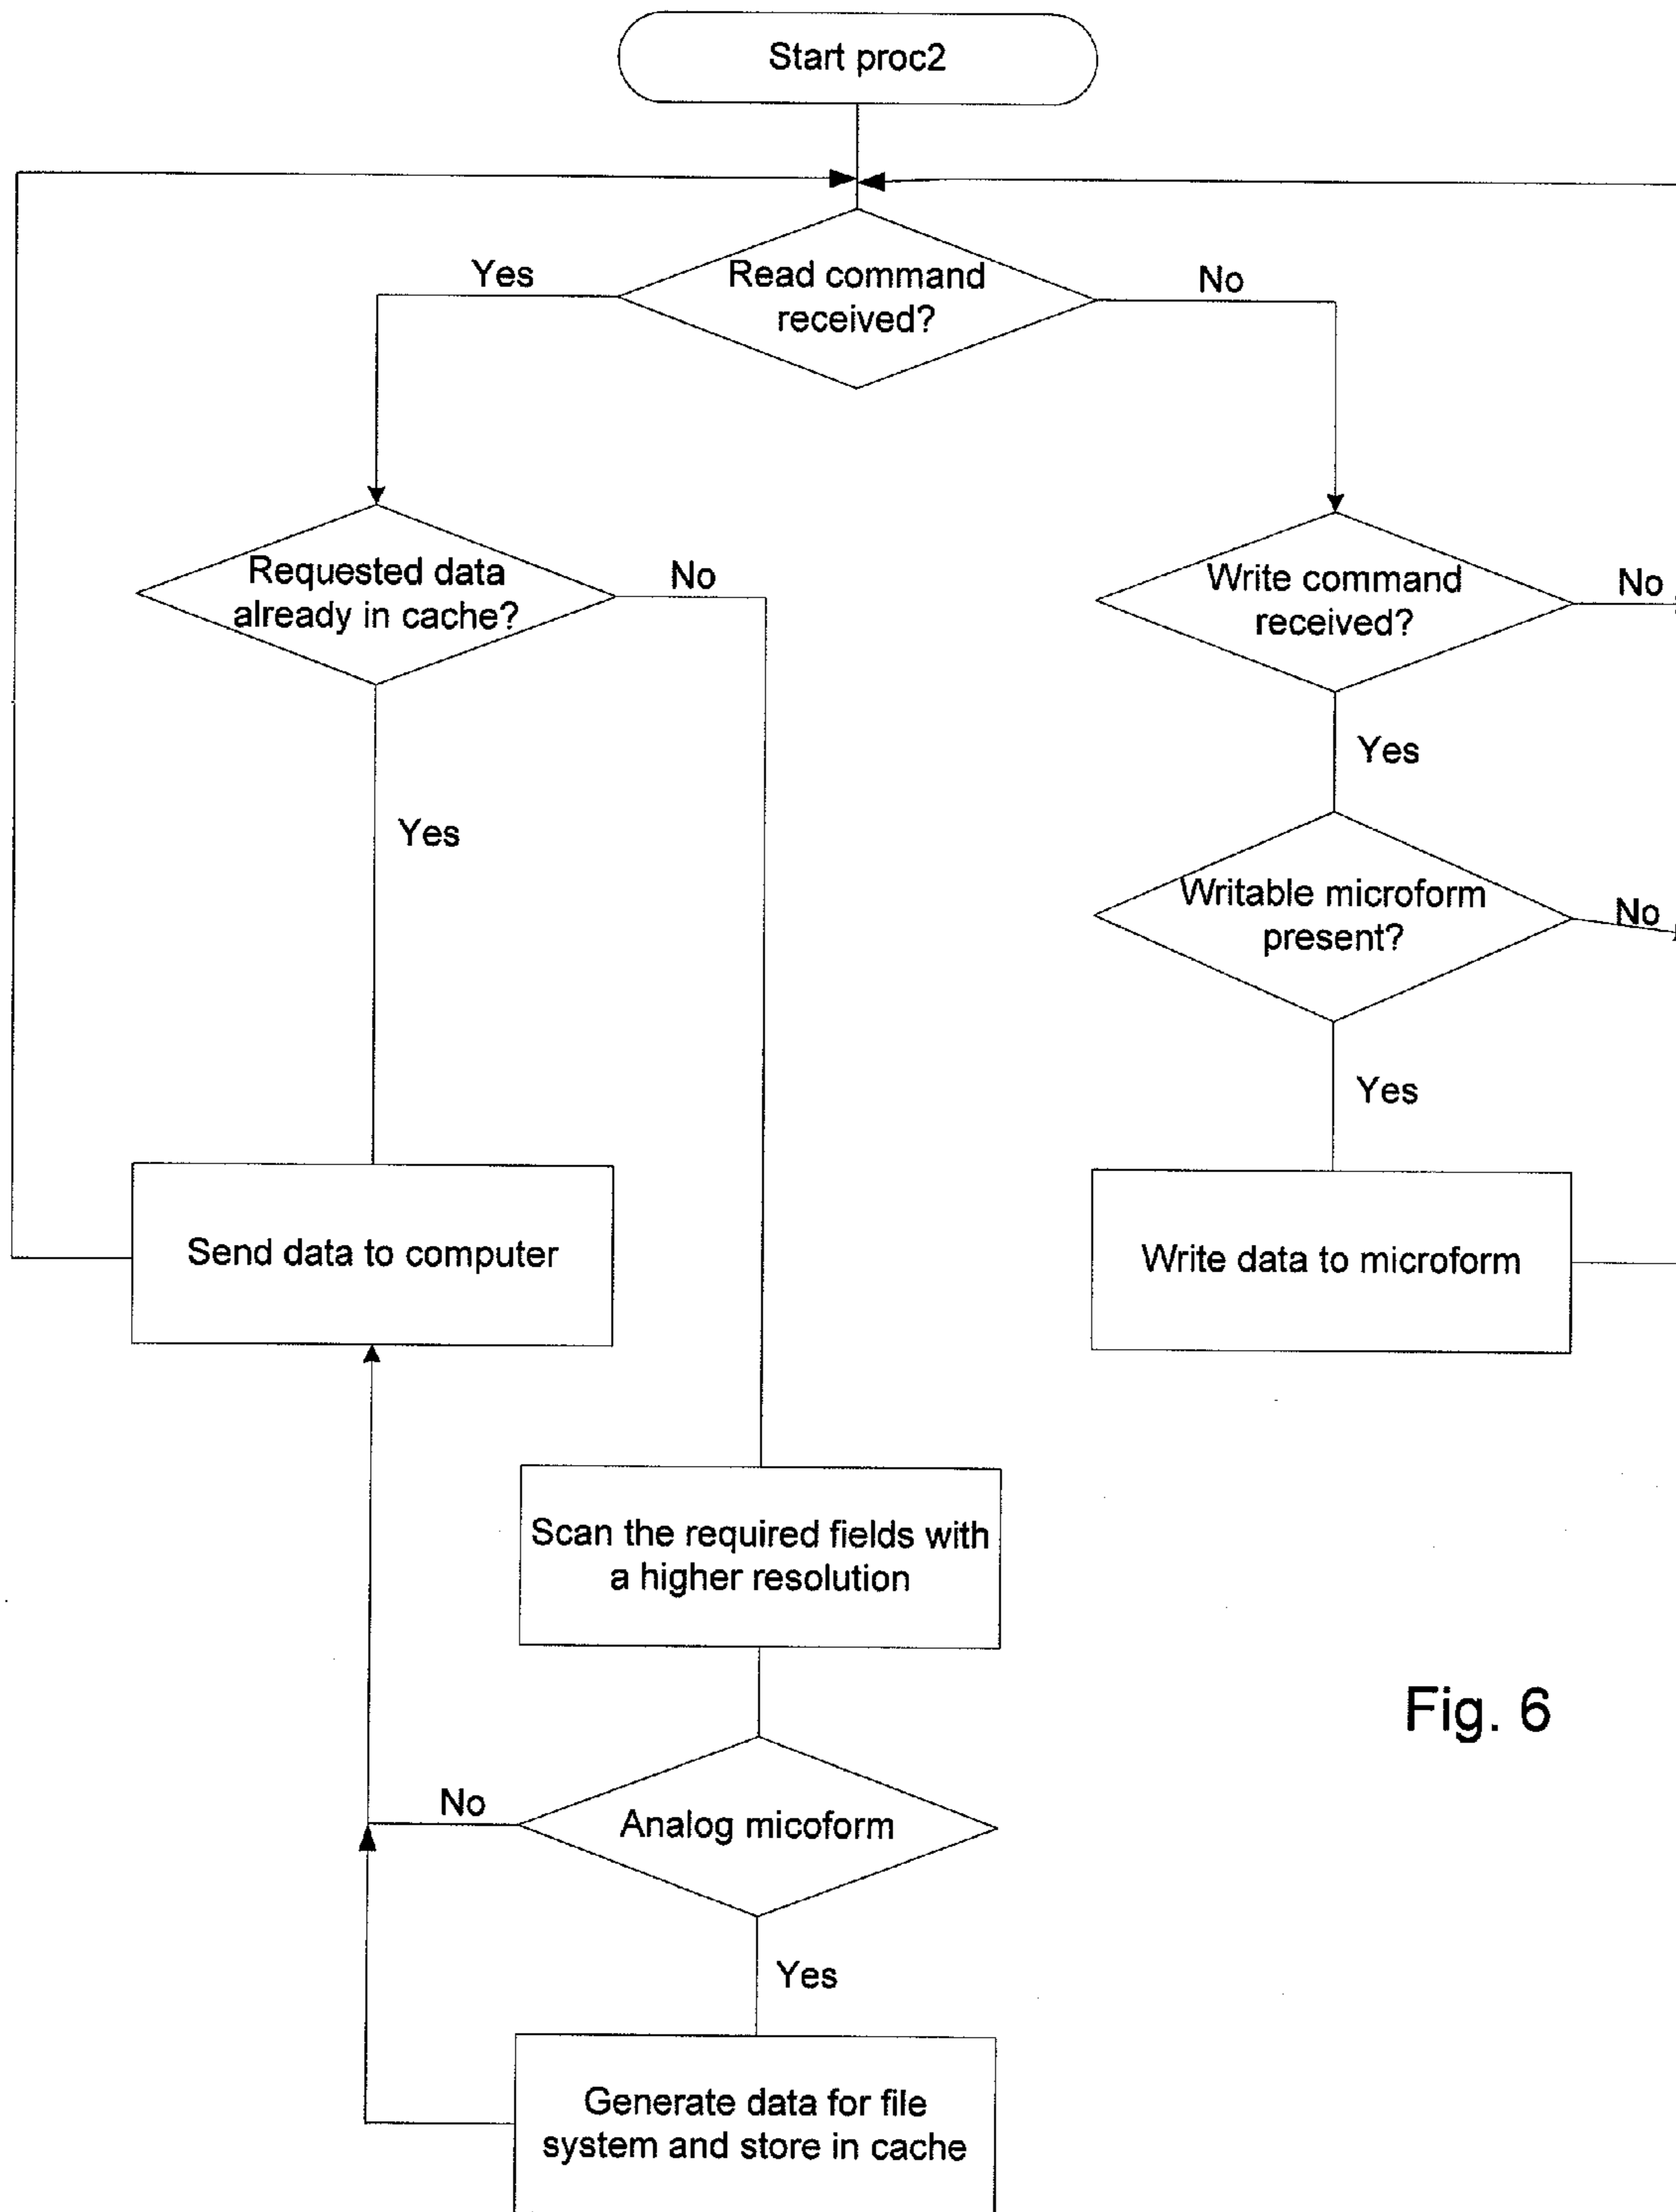 Start proc2
Yes
Read command
received?
No
Requested data
already in cache?
No
Write command
received?
No
Yes
Yes
Writable microform
present?
No
Yes
Send data to computer
Write data to microform
Scan the required fields with
a higher resolution
Fig. 6
No
Analog micoform
Yes
Generate data for file
system and store in cache